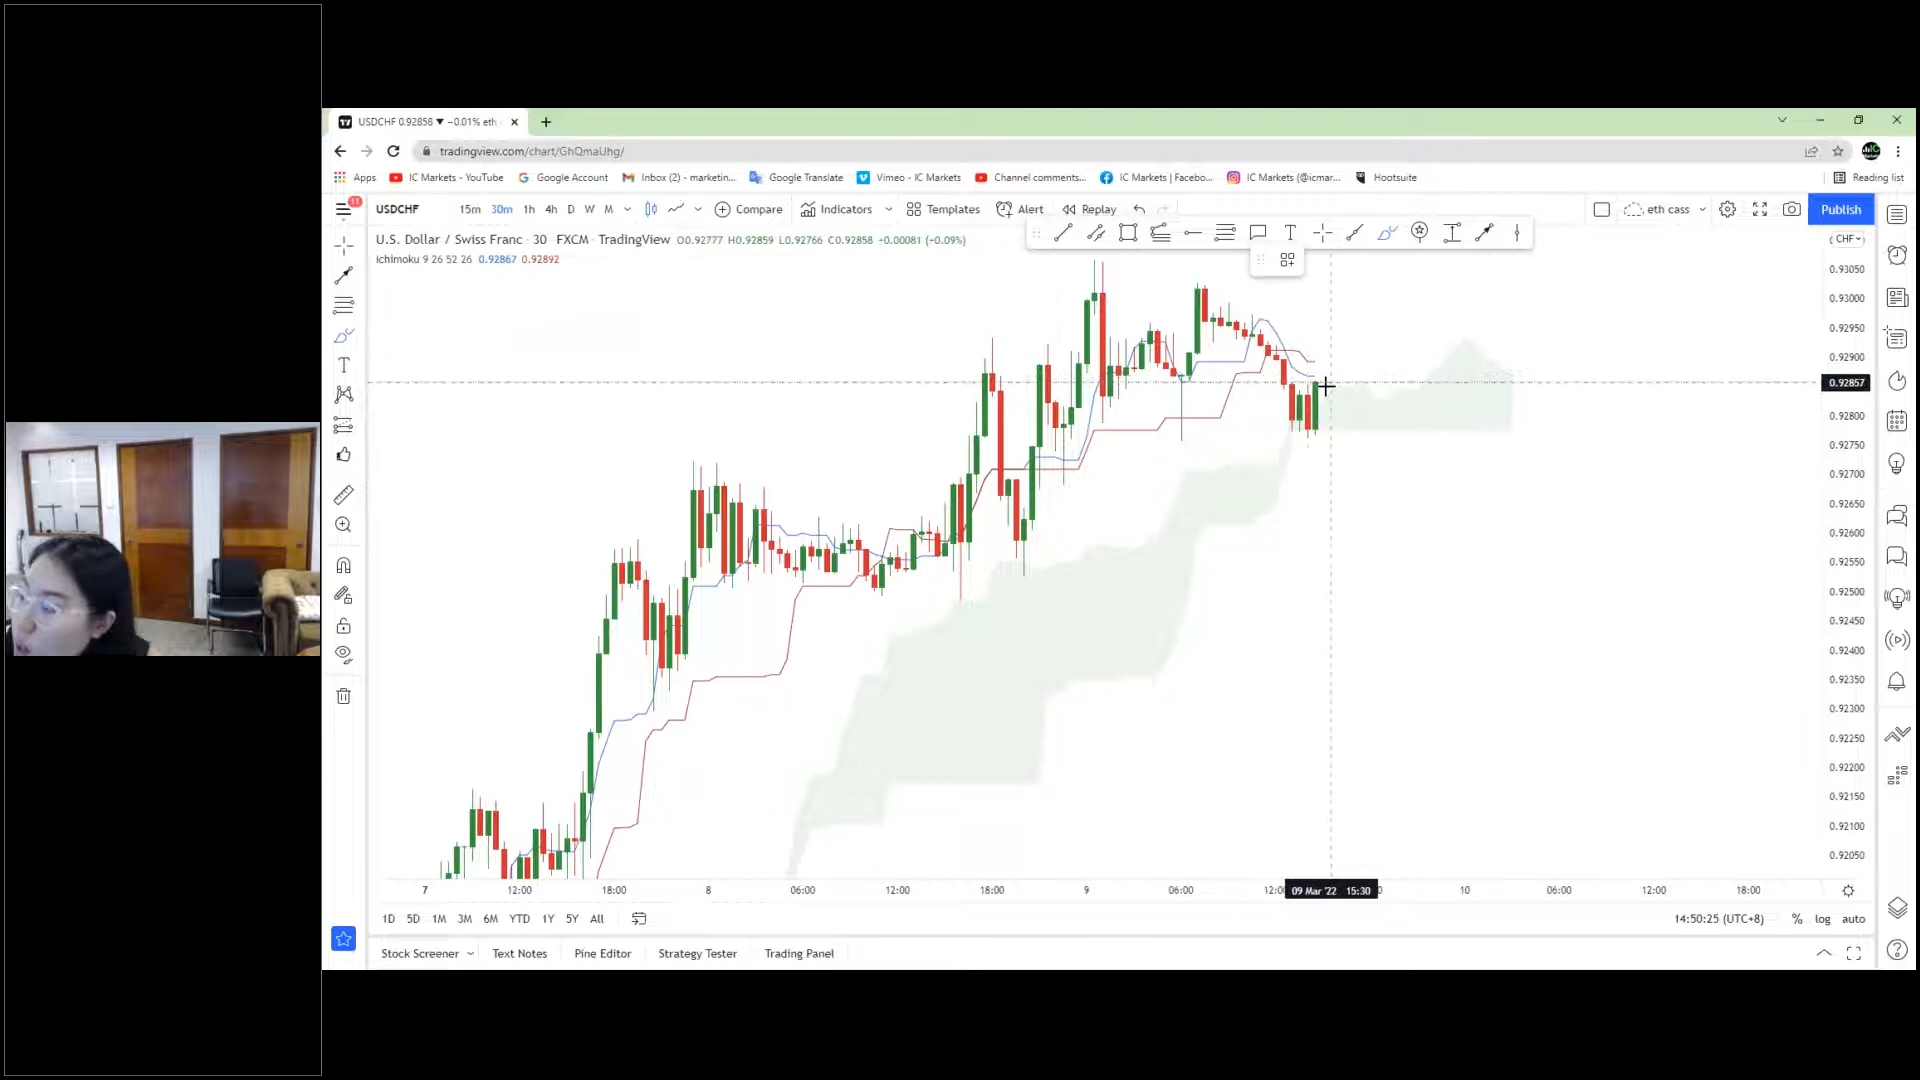 USDCHF 0.92858 ▼ −0.01% eth
tradingview.com/chart/GhQmaUhg/
Apps IC Markets - YouTube Google Account Inbox (2) - marketin... Google Translate Vimeo - IC Markets Channel comments... IC Markets | Facebo... IC Markets (@icmar... Hootsuite Reading list
11
USDCHF 15m 30m 1h 4h D W M Compare Indicators Templates Alert Replay eth cass Publish
U.S. Dollar / Swiss Franc · 30 · FXCM · TradingView O0.92777 H0.92859 L0.92766 C0.92858 +0.00081 (+0.09%)
Ichimoku 9 26 52 26 0.92867 0.92892
CHF
0.93050
0.93000
0.92950
0.92900
0.92857
0.92800
0.92750
0.92700
0.92650
0.92600
0.92550
0.92500
0.92450
0.92400
0.92350
0.92300
0.92250
0.92200
0.92150
0.92100
0.92050
7 12:00 18:00 8 06:00 12:00 18:00 9 06:00 12:00 09 Mar '22 15:30 10 06:00 12:00 18:00
1D 5D 1M 3M 6M YTD 1Y 5Y All 14:50:25 (UTC+8) % log auto
Stock Screener Text Notes Pine Editor Strategy Tester Trading Panel